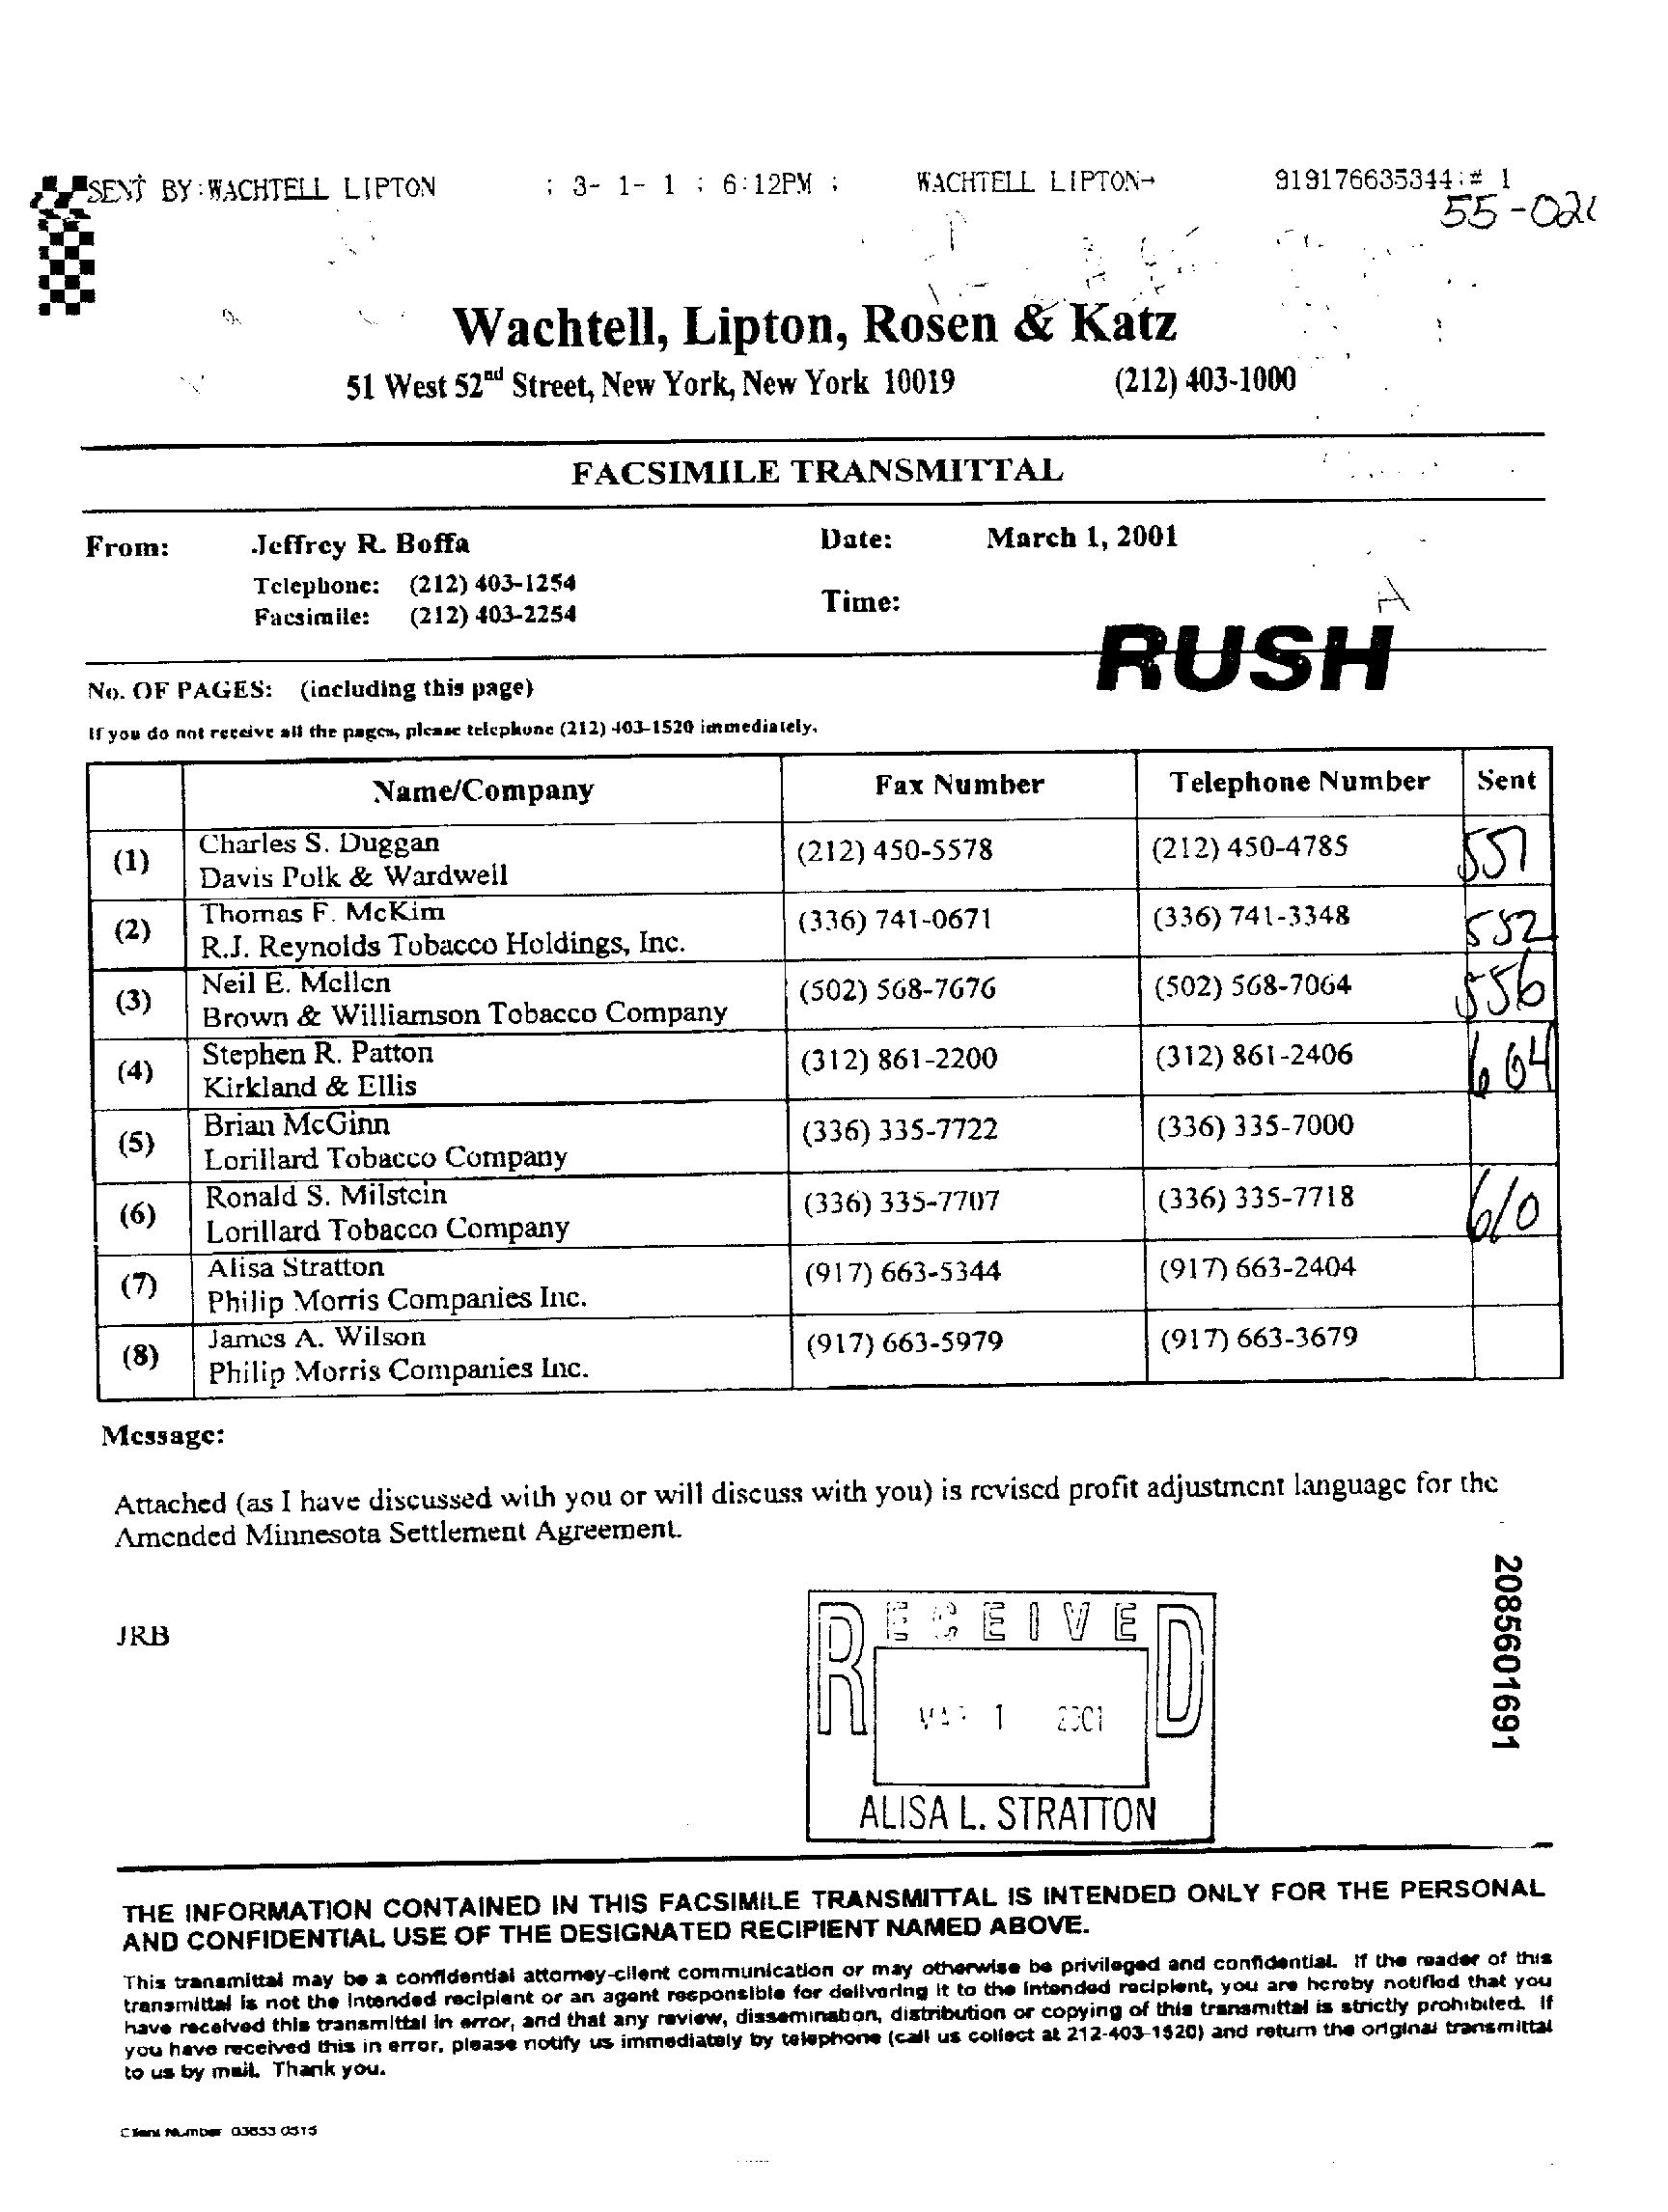 SENT BY:WACHTELL LIPTON ; 3- 1- 1 ; 6:12PM ; WACHTELL LIPTON→ 919176635344;# 1
55-02
Wachtell, Lipton, Rosen & Katz
51 West 52nd Street, New York, New York 10019 (212) 403-1000
FACSIMILE TRANSMITTAL
From: Jeffrey R. Boffa Date: March 1, 2001
Telephone: (212) 403-1254
Facsimile: (212) 403-2254
Time:
RUSH
No. OF PAGES: (including this page)
If you do not receive all the pages, please telephone (212) 403-1520 immediately.
Name/Company Fax Number Telephone Number Sent
(1) Charles S. Duggan (212) 450-5578 (212) 450-4785 551
Davis Polk & Wardwell
(2) Thomas F. McKim (336) 741-0671 (336) 741-3348 552
R.J. Reynolds Tobacco Holdings, Inc.
(3) Neil E. Mellen (502) 568-7676 (502) 568-7064 556
Brown & Williamson Tobacco Company
(4) Stephen R. Patton (312) 861-2200 (312) 861-2406 604
Kirkland & Ellis
(5) Brian McGinn (336) 335-7722 (336) 335-7000
Lorillard Tobacco Company
(6) Ronald S. Milstein (336) 335-7707 (336) 335-7718 610
Lorillard Tobacco Company
(7) Alisa Stratton (917) 663-5344 (917) 663-2404
Philip Morris Companies Inc.
(8) James A. Wilson (917) 663-5979 (917) 663-3679
Philip Morris Companies Inc.
Message:
Attached (as I have discussed with you or will discuss with you) is revised profit adjustment language for the
Amended Minnesota Settlement Agreement.
JRB
RECEIVED
MAR 1 2001
ALISA L. STRATTON
2085601691
THE INFORMATION CONTAINED IN THIS FACSIMILE TRANSMITTAL IS INTENDED ONLY FOR THE PERSONAL
AND CONFIDENTIAL USE OF THE DESIGNATED RECIPIENT NAMED ABOVE.
This transmittal may be a confidential attorney-client communication or may otherwise be privileged and confidential. If the reader of this
transmittal is not the intended recipient or an agent responsible for delivering it to the intended recipient, you are hereby notified that you
have received this transmittal in error, and that any review, dissemination, distribution or copying of this transmittal is strictly prohibited. If
you have received this in error, please notify us immediately by telephone (call us collect at 212-403-1520) and return the original transmittal
to us by mail. Thank you.
Client Number 03653 0515